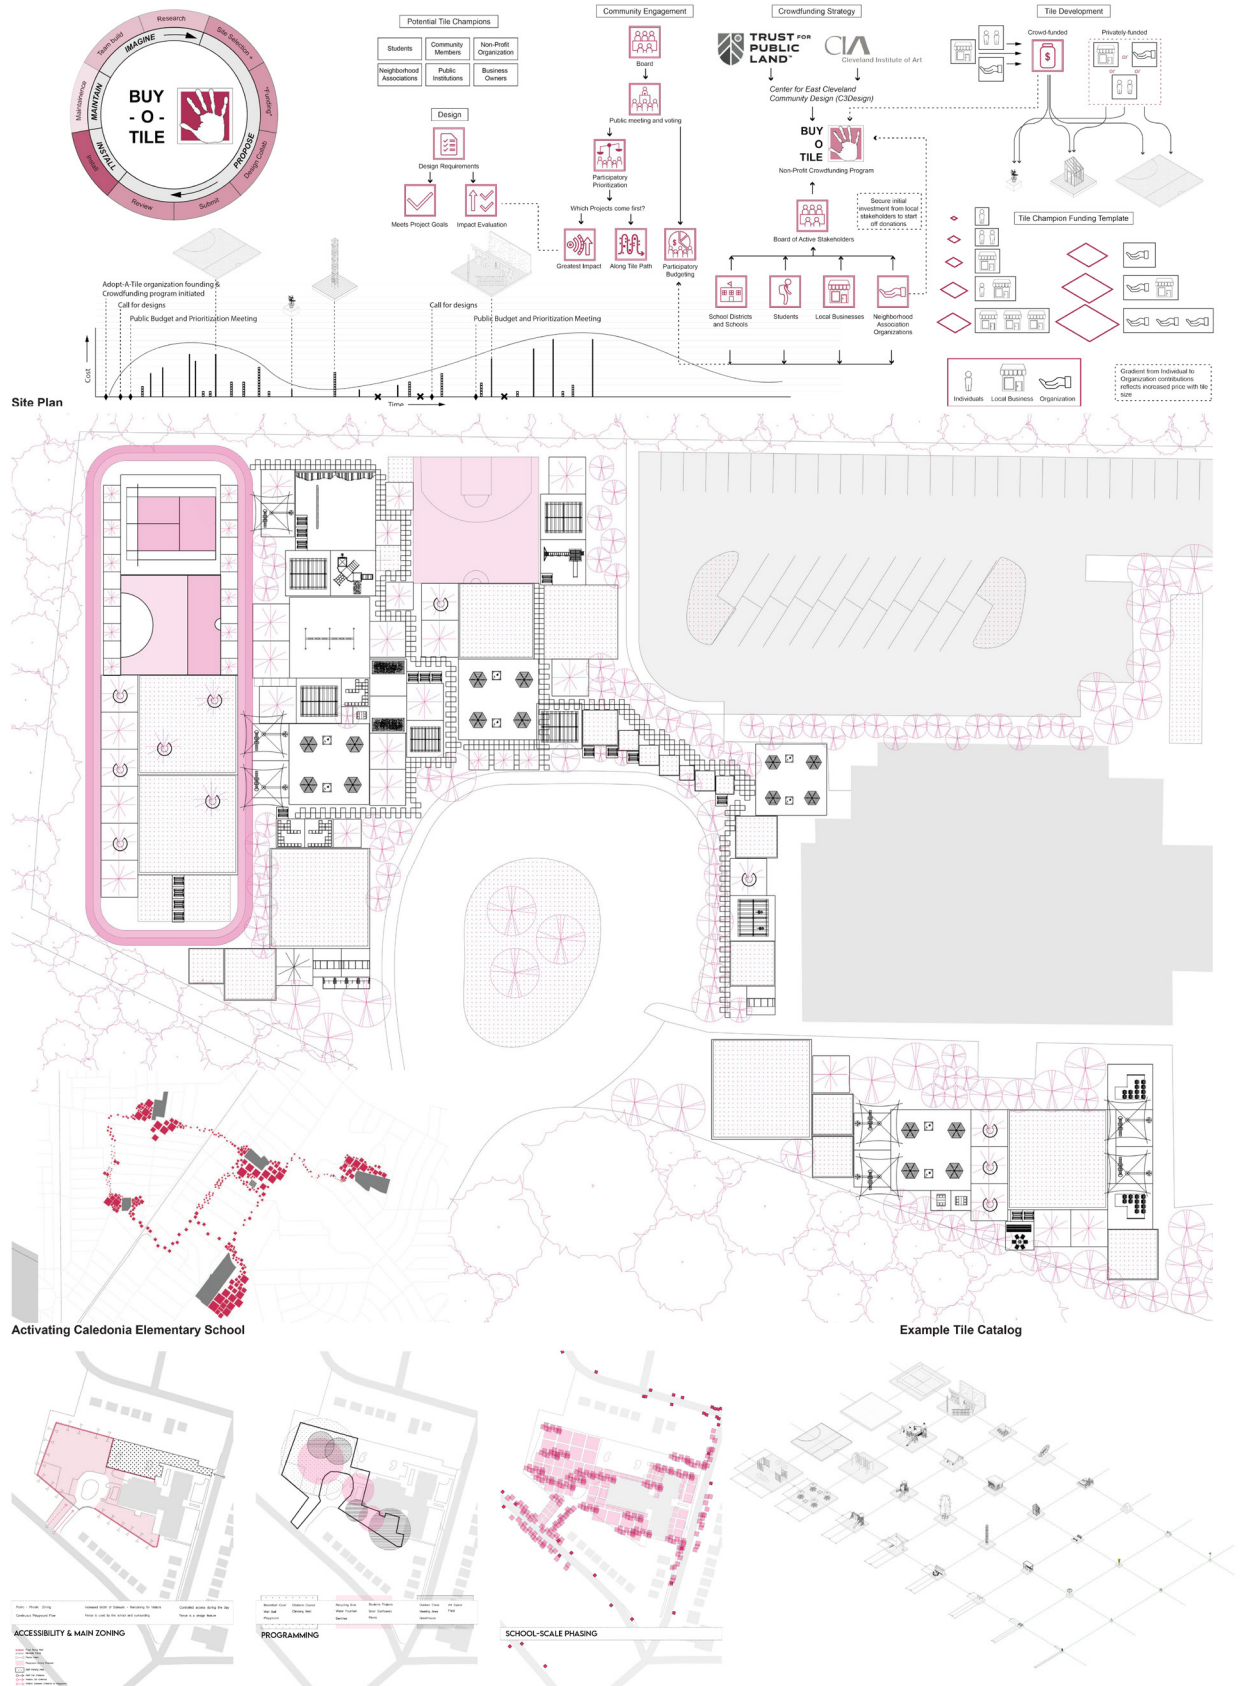 Research
Site Selection +
"Funding"
Design Collab
Submit
Review
Install
Maintainence
Team build
IMAGINE
PROPOSE
INSTALL
MAINTAIN
BUY
- O -
TILE
Potential Tile Champions
Students
Community
Members
Non-Profit
Organization
Neighborhood
Associations
Public
Institutions
Business
Owners
Design
Design Requirements
Meets Project Goals
Impact Evaluation
Community Engagement
Board
Public meeting and voting
Participatory
Prioritization
Which Projects come first?
Greatest Impact
Along Tile Path
Participatory
Budgeting
Crowdfunding Strategy
TRUST FOR
PUBLIC
LAND™
CIA
Cleveland Institute of Art
Center for East Cleveland
Community Design (C3Design)
BUY
O
TILE
Non-Profit Crowdfunding Program
Secure initial
investment from local
stakeholders to start
off donations.
Board of Active Stakeholders
School Districts
and Schools
Students
Local Businesses
Neighborhood
Association
Organizations
Tile Development
Crowd-funded
Privately-funded
$
or
or
or
Tile Champion Funding Template
Individuals
Local Business
Organization
Gradient from Individual to
Organization contributions
reflects increased price with tile
size
Adopt-A-Tile organization founding &
Crowdfunding program initiated
Call for designs
Public Budget and Prioritization Meeting
Call for designs
Public Budget and Prioritization Meeting
Cost
Time
Site Plan
Activating Caledonia Elementary School
Example Tile Catalog
ACCESSIBILITY & MAIN ZONING
PROGRAMMING
SCHOOL-SCALE PHASING